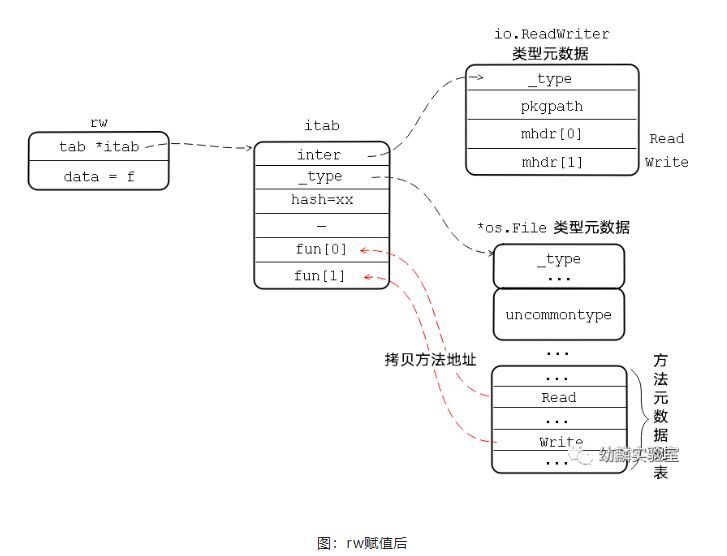 io.ReadWriter
类型元数据
_type
pkgpath
mhdr[0]
Read
mhdr[1]
Write
rw
tab *itab
data = f
itab
inter
_type
hash=xx
—
fun[0]
fun[1]
*os.File 类型元数据
_type
...
uncommontype
...
拷贝方法地址
...
Read
...
Write
...
方法元数据列表
幼麟实验室
图：rw赋值后